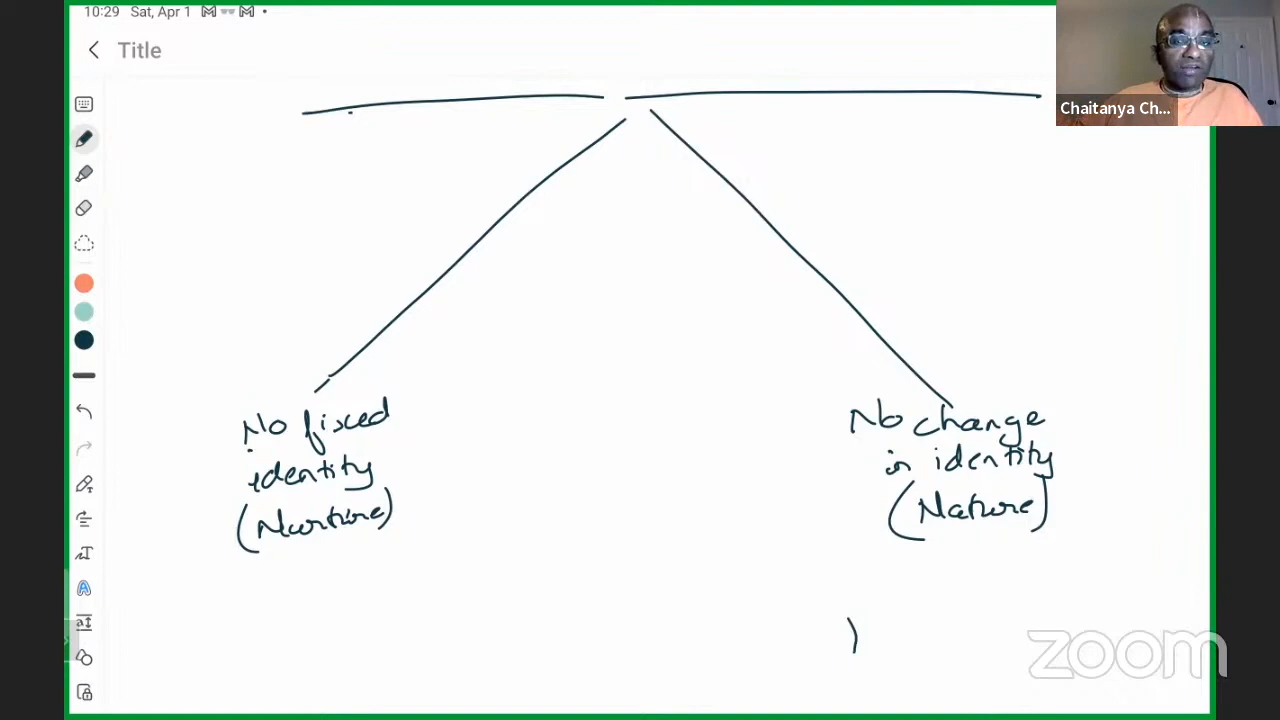 10:29 Sat, Apr 1
Title
Chaitanya Ch...
No fixed
identity
(Nurture)
No change
in identity
(Nature)
zoom